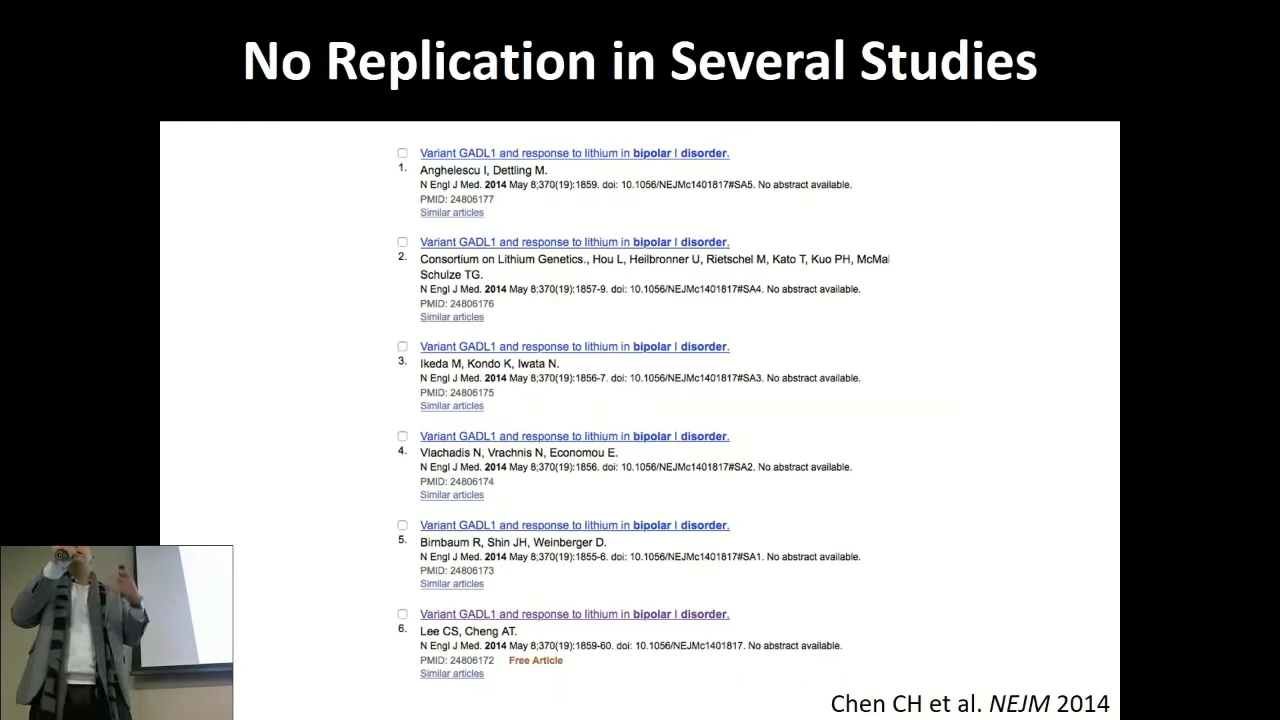 No Replication in Several Studies
Variant GADL1 and response to lithium in bipolar I disorder.
1.
Anghelescu I, Dettling M.
N Engl J Med. 2014 May 8;370(19):1859. doi: 10.1056/NEJMc1401817#SA5. No abstract available.
PMID: 24806177
Similar articles
Variant GADL1 and response to lithium in bipolar I disorder.
2.
Consortium on Lithium Genetics., Hou L, Heilbronner U, Rietschel M, Kato T, Kuo PH, McMa
Schulze TG.
N Engl J Med. 2014 May 8;370(19):1857-9. doi: 10.1056/NEJMc1401817#SA4. No abstract available.
PMID: 24806176
Similar articles
Variant GADL1 and response to lithium in bipolar I disorder.
3.
Ikeda M, Kondo K, Iwata N.
N Engl J Med. 2014 May 8;370(19):1856-7. doi: 10.1056/NEJMc1401817#SA3. No abstract available.
PMID: 24806175
Similar articles
Variant GADL1 and response to lithium in bipolar I disorder.
4.
Vlachadis N, Vrachnis N, Economou E.
N Engl J Med. 2014 May 8;370(19):1856. doi: 10.1056/NEJMc1401817#SA2. No abstract available.
PMID: 24806174
Similar articles
Variant GADL1 and response to lithium in bipolar I disorder.
5.
Birnbaum R, Shin JH, Weinberger D.
N Engl J Med. 2014 May 8;370(19):1855-6. doi: 10.1056/NEJMc1401817#SA1. No abstract available.
PMID: 24806173
Similar articles
Variant GADL1 and response to lithium in bipolar I disorder.
6.
Lee CS, Cheng AT.
N Engl J Med. 2014 May 8;370(19):1859-60. doi: 10.1056/NEJMc1401817. No abstract available.
PMID: 24806172 Free Article
Similar articles
Chen CH et al. NEJM 2014